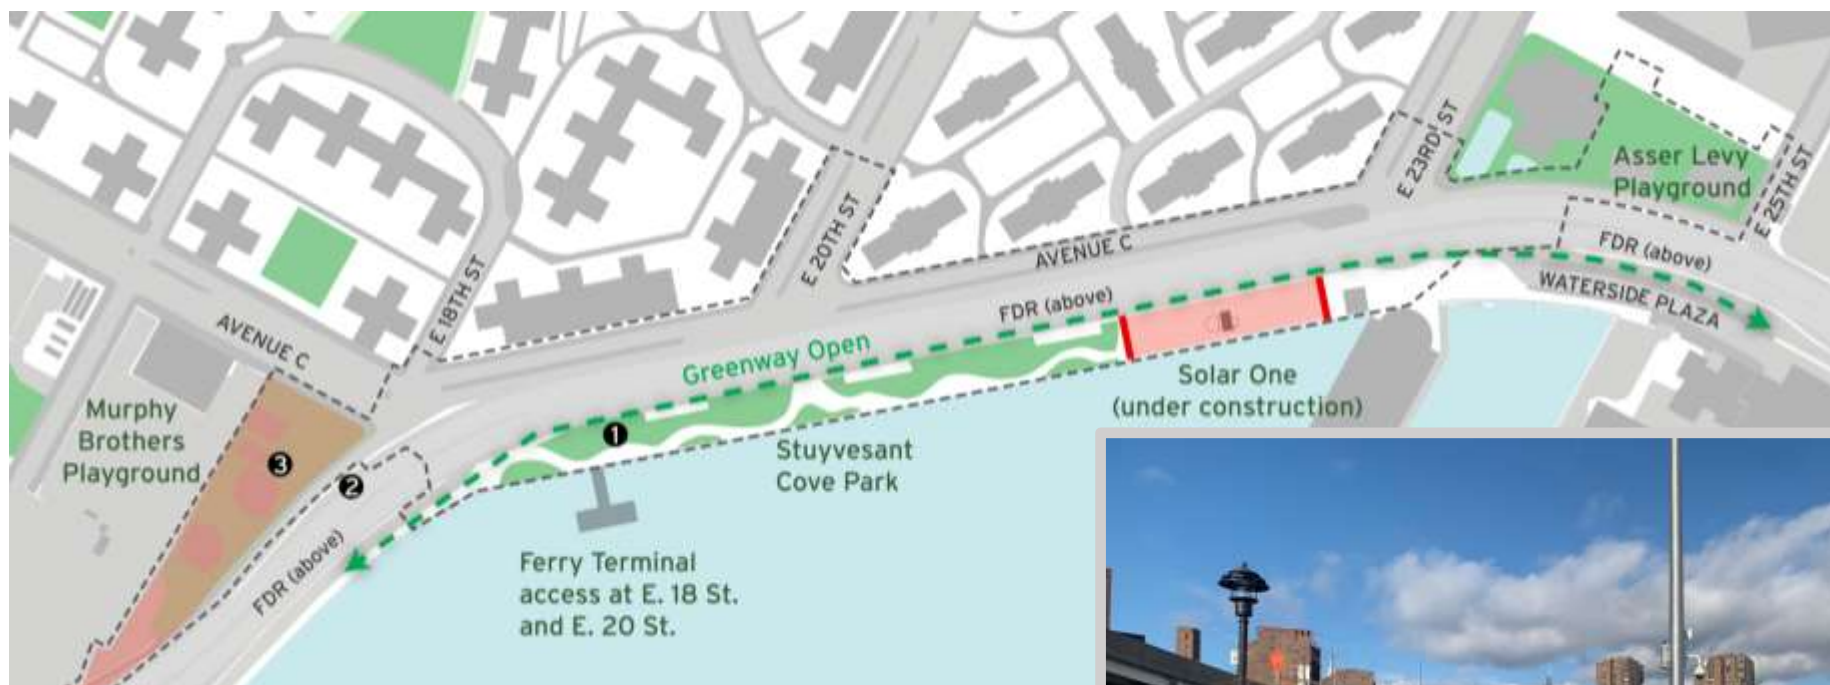 E 23RD ST
Asser Levy
Playground
E 25TH ST
E 20TH ST
AVENUE C
FDR (above)
WATERSIDE PLAZA
E 18TH ST
AVENUE C
FDR (above)
Greenway Open
Solar One
(under construction)
Murphy
Brothers
Playground
3
2
1
Stuyvesant
Cove Park
FDR (above)
Ferry Terminal
access at E. 18 St.
and E. 20 St.